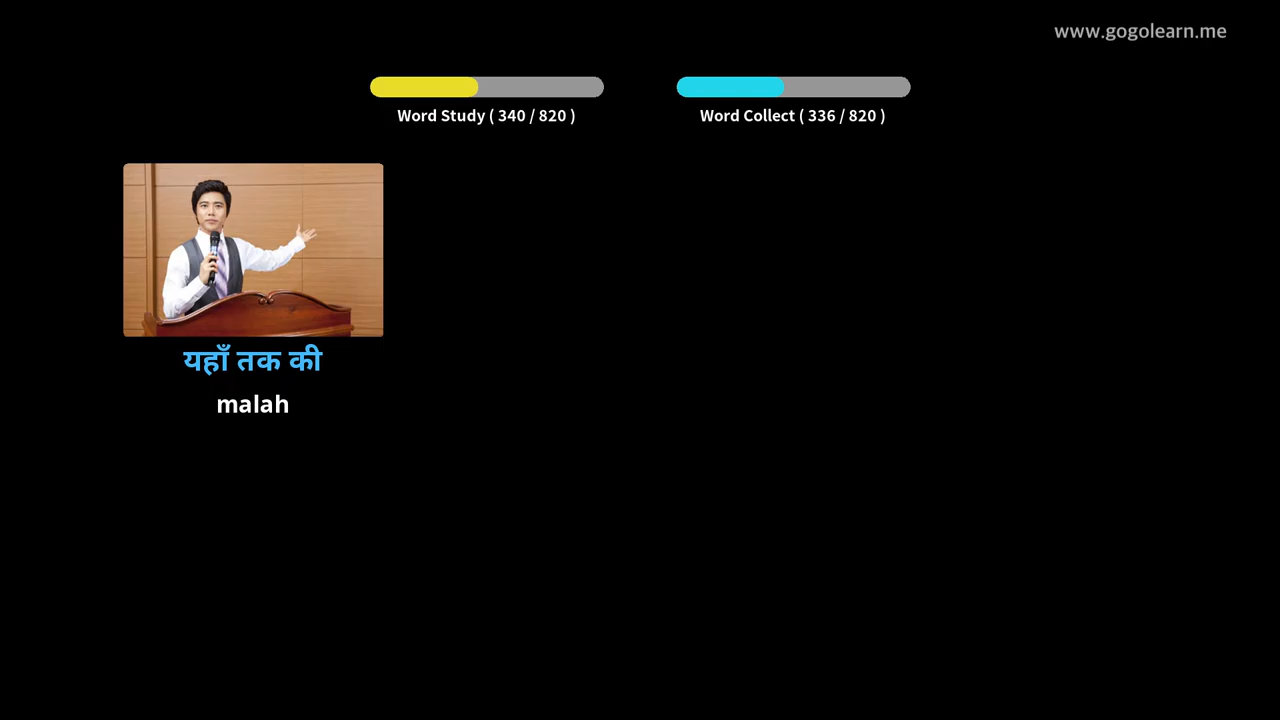 www.gogolearn.me
Word Study ( 340 / 820 )
Word Collect ( 336 / 820 )
यहाँ तक की
malah